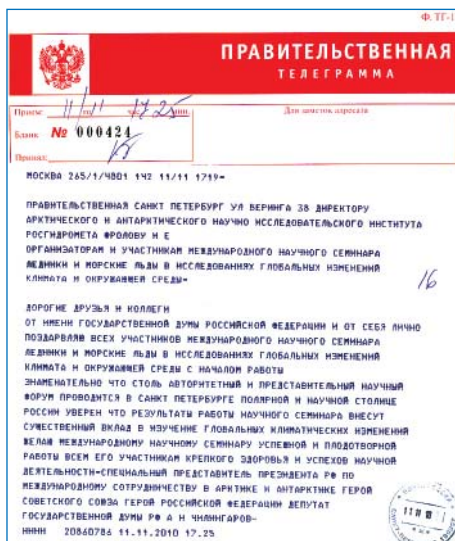 Ф. ТГ-1
ПРАВИТЕЛЬСТВЕННАЯ
ТЕЛЕГРАММА
Прием: 11/11 час 17 25 мин.
Для заметок адресата
Бланк № 000424
Принял:
МОСКВА 265/1/4801 142 11/11 1719=
ПРАВИТЕЛЬСТВЕННАЯ САНКТ ПЕТЕРБУРГ УЛ БЕРИНГА 38 ДИРЕКТОРУ
АРКТИЧЕСКОГО И АНТАРКТИЧЕСКОГО НАУЧНО ИССЛЕДОВАТЕЛЬСКОГО ИНСТИТУТА
РОСГИДРОМЕТА ФРОЛОВУ И Е
ОРГАНИЗАТОРАМ И УЧАСТНИКАМ МЕЖДУНАРОДНОГО НАУЧНОГО СЕМИНАРА
ЛЕДНИКИ И МОРСКИЕ ЛЬДЫ В ИССЛЕДОВАНИЯХ ГЛОБАЛЬНЫХ ИЗМЕНЕНИЙ
КЛИМАТА И ОКРУЖАЮЩЕЙ СРЕДЫ=
16
ДОРОГИЕ ДРУЗЬЯ И КОЛЛЕГИ
ОТ ИМЕНИ ГОСУДАРСТВЕННОЙ ДУМЫ РОССИЙСКОЙ ФЕДЕРАЦИИ И ОТ СЕБЯ ЛИЧНО
ПОЗДРАВЛЯЮ ВСЕХ УЧАСТНИКОВ МЕЖДУНАРОДНОГО НАУЧНОГО СЕМИНАРА
ЛЕДНИКИ И МОРСКИЕ ЛЬДЫ В ИССЛЕДОВАНИЯХ ГЛОБАЛЬНЫХ ИЗМЕНЕНИЙ
КЛИМАТА И ОКРУЖАЮЩЕЙ СРЕДЫ С НАЧАЛОМ РАБОТЫ
ЗНАМЕНАТЕЛЬНО ЧТО СТОЛЬ АВТОРИТЕТНЫЙ И ПРЕДСТАВИТЕЛЬНЫЙ НАУЧНЫЙ
ФОРУМ ПРОВОДИТСЯ В САНКТ ПЕТЕРБУРГЕ ПОЛЯРНОЙ И НАУЧНОЙ СТОЛИЦЕ
РОССИИ УВЕРЕН ЧТО РЕЗУЛЬТАТЫ РАБОТЫ НАУЧНОГО СЕМИНАРА ВНЕСУТ
СУЩЕСТВЕННЫЙ ВКЛАД В ИЗУЧЕНИЕ ГЛОБАЛЬНЫХ КЛИМАТИЧЕСКИХ ИЗМЕНЕНИЙ
ЖЕЛАЮ МЕЖДУНАРОДНОМУ НАУЧНОМУ СЕМИНАРУ УСПЕШНОЙ И ПЛОДОТВОРНОЙ
РАБОТЫ ВСЕМ ЕГО УЧАСТНИКАМ КРЕПКОГО ЗДОРОВЬЯ И УСПЕХОВ НАУЧНОЙ
ДЕЯТЕЛЬНОСТИ=СПЕЦИАЛЬНЫЙ ПРЕДСТАВИТЕЛЬ ПРЕЗИДЕНТА РФ ПО
МЕЖДУНАРОДНОМУ СОТРУДНИЧЕСТВУ В АРКТИКЕ И АНТАРКТИКЕ ГЕРОЙ
СОВЕТСКОГО СОЮЗА ГЕРОЙ РОССИЙСКОЙ ФЕДЕРАЦИИ ДЕПУТАТ
ГОСУДАРСТВЕННОЙ ДУМЫ РФ А Н ЧИЛИНГАРОВ=
НННН 20860786 11.11.2010 17.25